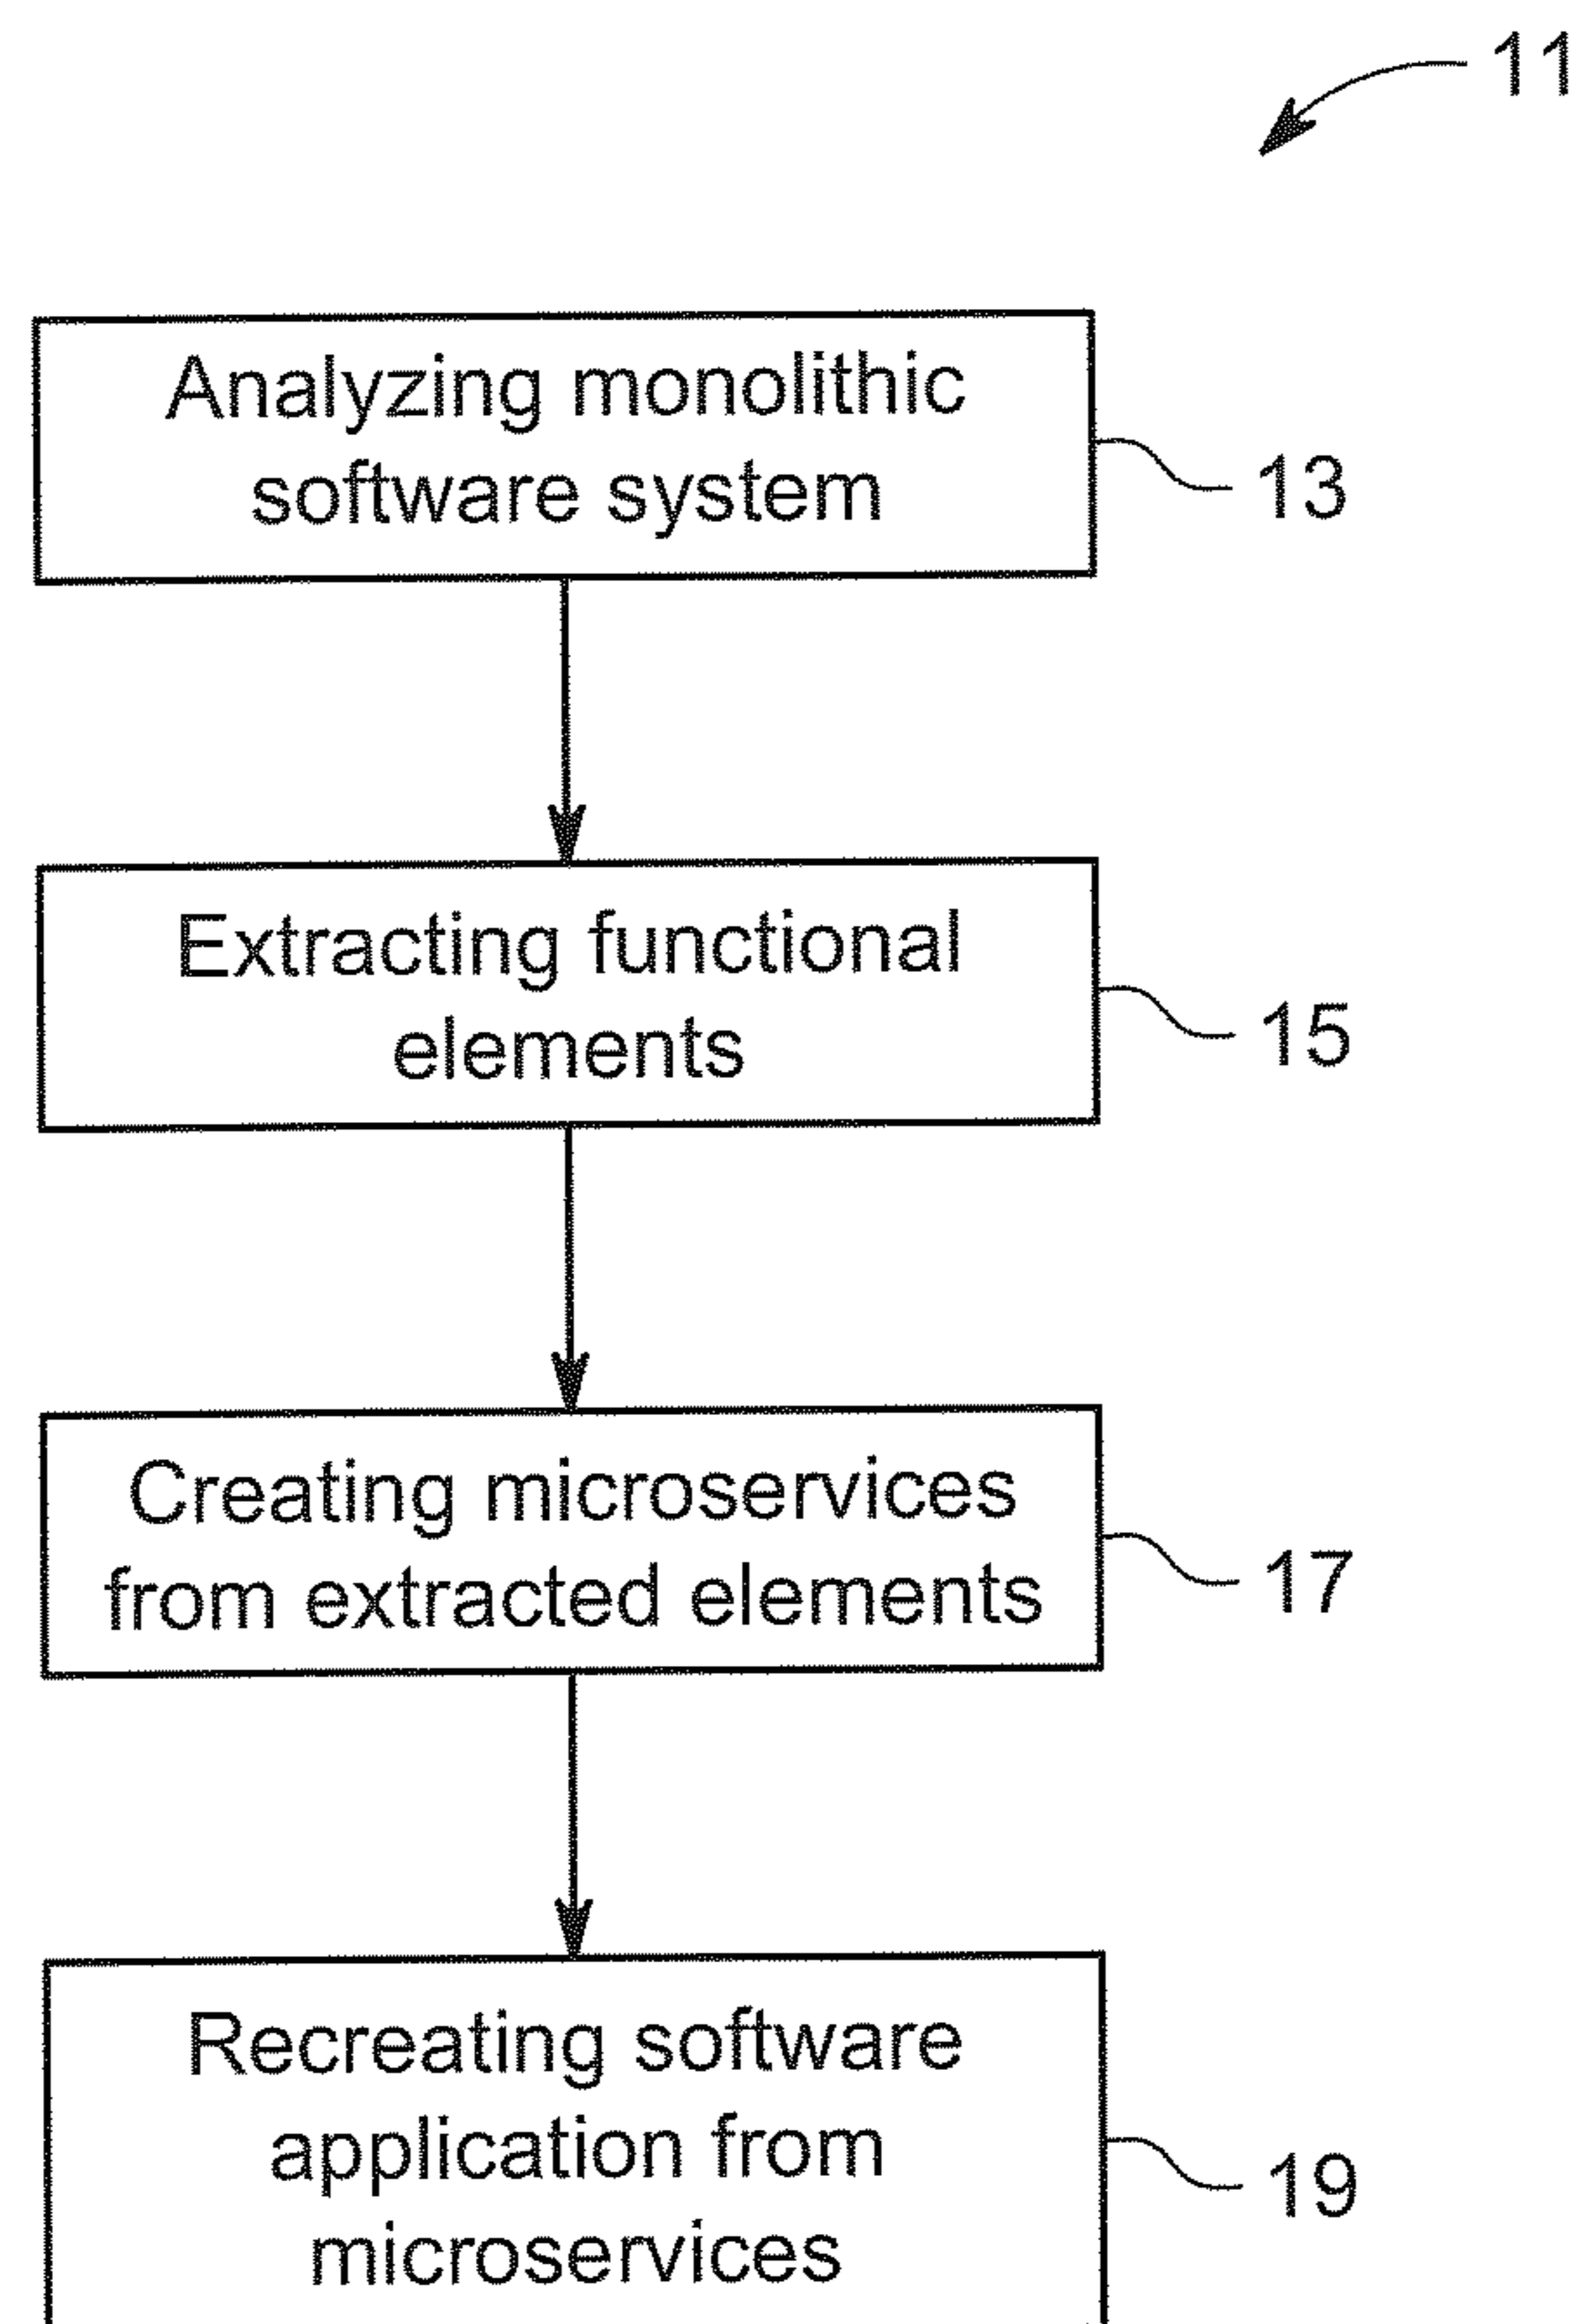 11
Analyzing monolithic
software system
13
Extracting functional
elements
15
Creating microservices
from extracted elements
17
Recreating software
application from
microservices
19